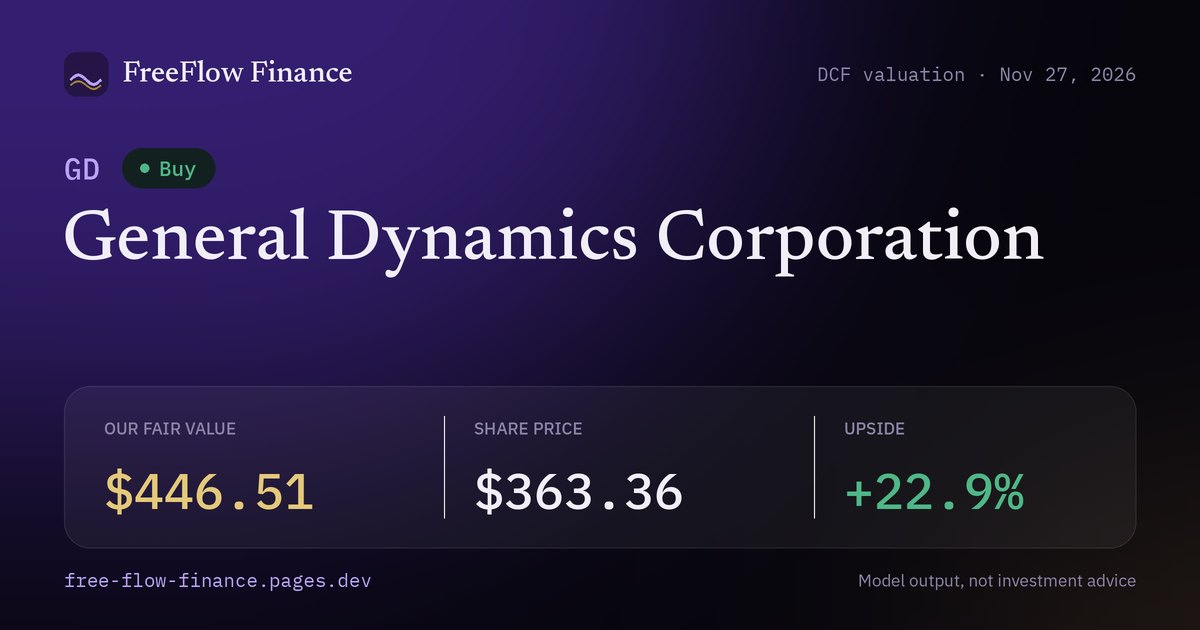 FreeFlow Finance
DCF valuation · Nov 27, 2026
GD
Buy
General Dynamics Corporation
OUR FAIR VALUE
$446.51
SHARE PRICE
$363.36
UPSIDE
+22.9%
free-flow-finance.pages.dev
Model output, not investment advice